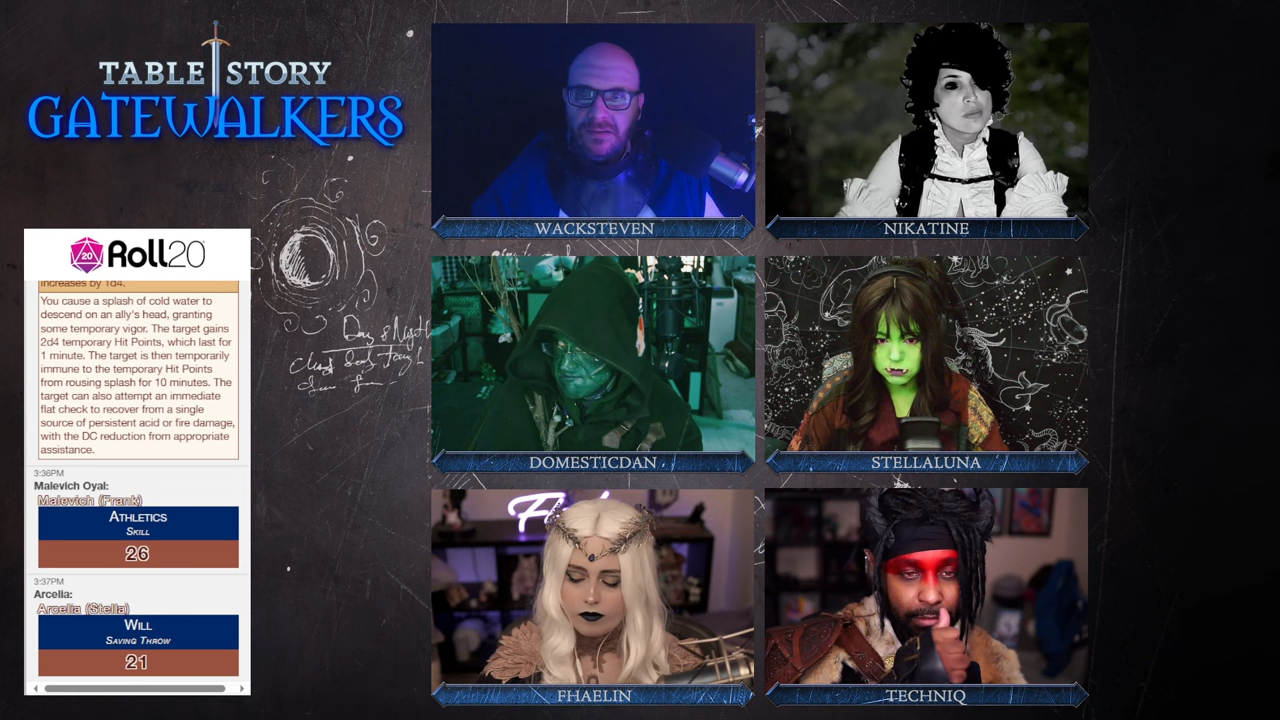 TABLE STORY
GATEWALKERS
20
Roll20
increases by 1d4.
You cause a splash of cold water to
descend on an ally's head, granting
some temporary vigor. The target gains
2d4 temporary Hit Points, which last for
1 minute. The target is then temporarily
immune to the temporary Hit Points
from rousing splash for 10 minutes. The
target can also attempt an immediate
flat check to recover from a single
source of persistent acid or fire damage,
with the DC reduction from appropriate
assistance.
3:36PM
Malevich Oyal:
Malevich (Frank)
ATHLETICS
SKILL
26
3:37PM
Arcelia:
Arcelia (Stella)
WILL
SAVING THROW
21
Day & Night
WACKSTEVEN
NIKATINE
DOMESTICDAN
STELLALUNA
FHAELIN
TECHNIQ